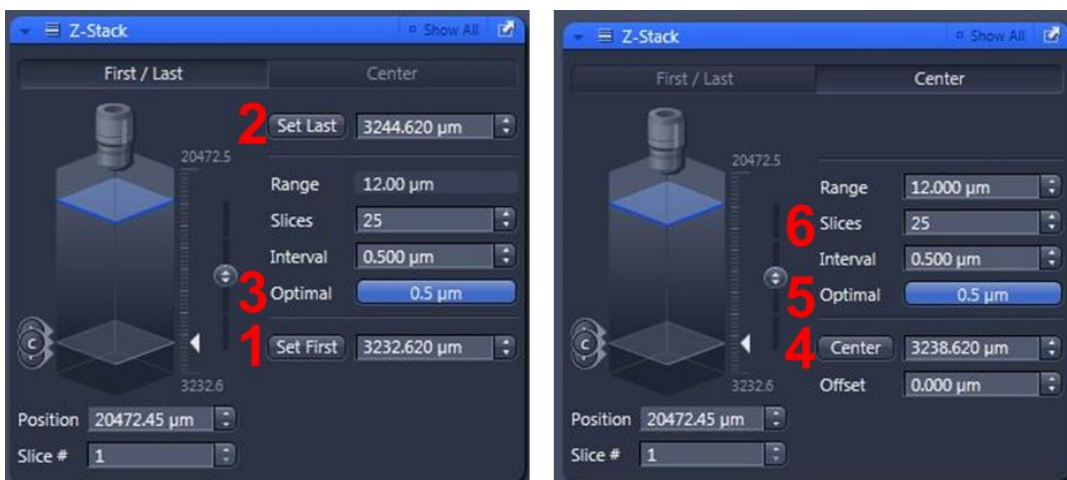 Z-Stack Show All
First / Last Center
2 Set Last 3244.620 µm
20472.5
Range 12.00 µm
Slices 25
Interval 0.500 µm
3 Optimal 0.5 µm
C
1 Set First 3232.620 µm
3232.6
Position 20472.45 µm
Slice # 1
Z-Stack Show All
First / Last Center
20472.5
Range 12.000 µm
6 Slices 25
Interval 0.500 µm
5 Optimal 0.5 µm
C
4 Center 3238.620 µm
3232.6 Offset 0.000 µm
Position 20472.45 µm
Slice # 1